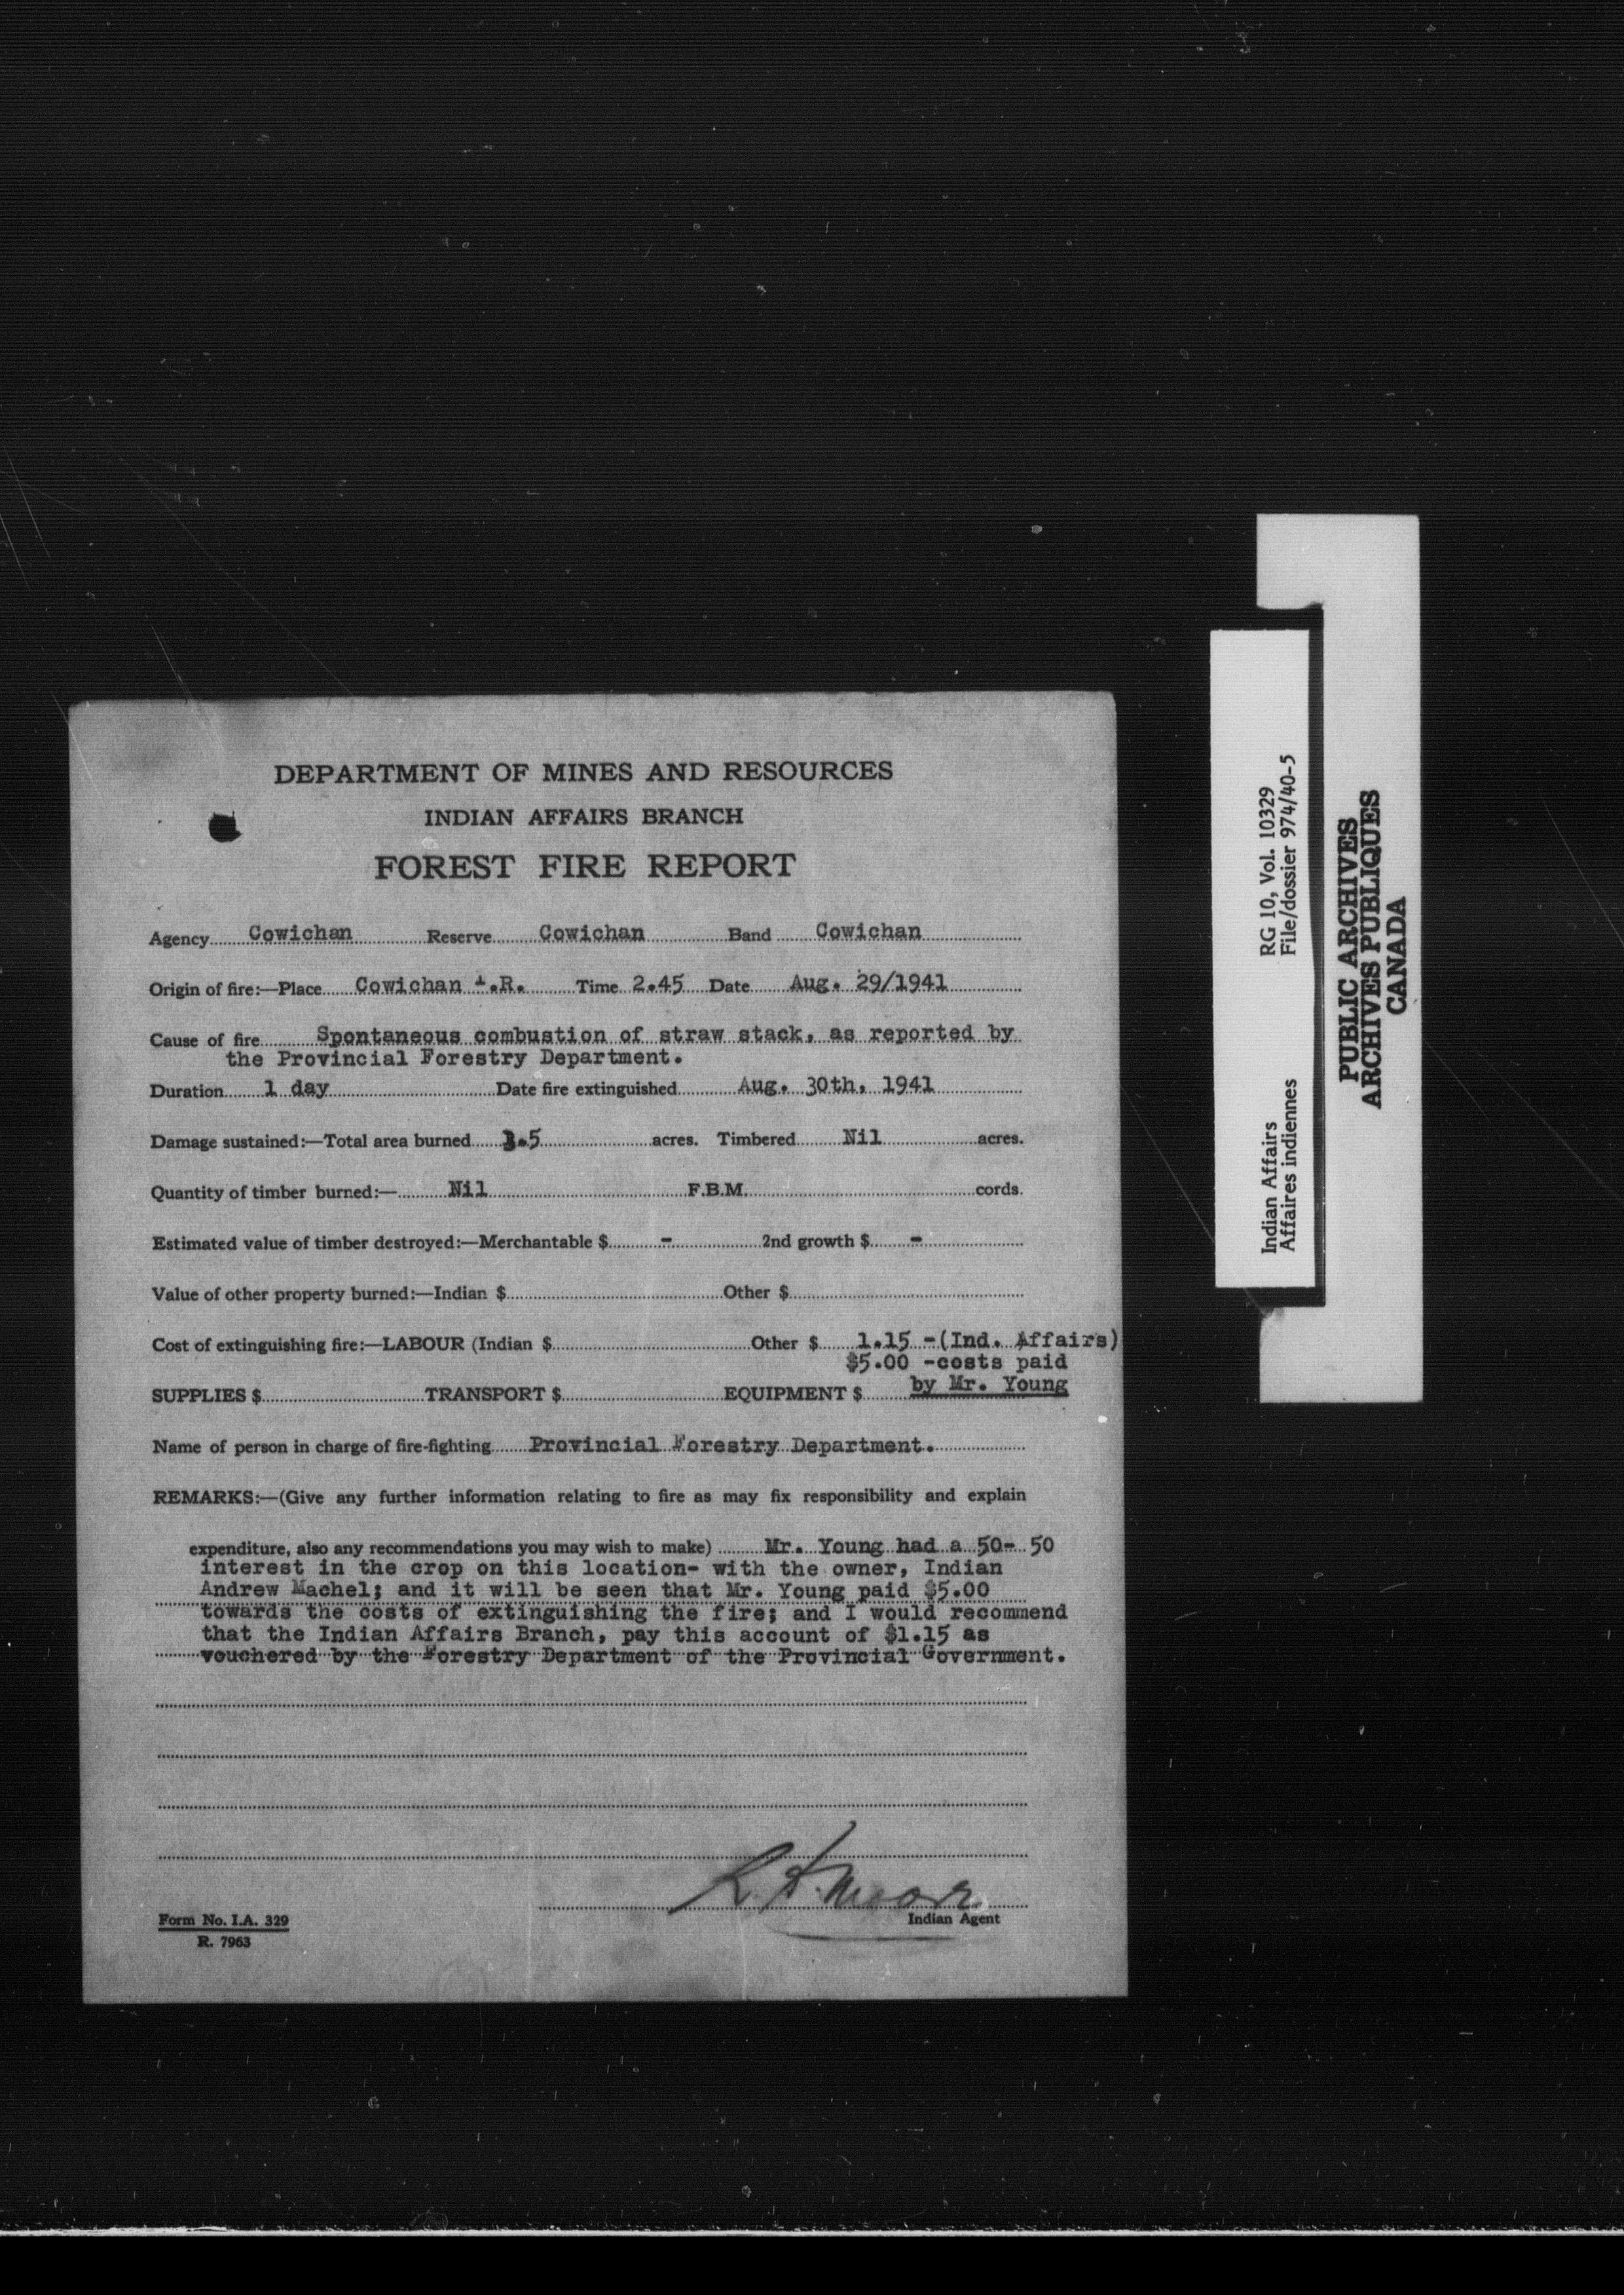 DEPARTMENT OF MINES AND RESOURCES
INDIAN AFFAIRS BRANCH
FOREST FIRE REPORT
Agency Cowichan Reserve Cowichan Band Cowichan
Origin of fire:—Place Cowichan I.R. Time 2.45 Date Aug. 29/1941
Cause of fire Spontaneous combustion of straw stack, as reported by
the Provincial Forestry Department.
Duration 1 day Date fire extinguished Aug. 30th, 1941
Damage sustained:—Total area burned .5 acres. Timbered Nil acres.
Quantity of timber burned:— Nil F.B.M. cords.
Estimated value of timber destroyed:—Merchantable $ - 2nd growth $ -
Value of other property burned:—Indian $ Other $
Cost of extinguishing fire:—LABOUR (Indian $ Other $ 1.15 -(Ind. Affairs)
$5.00 -costs paid
SUPPLIES $ TRANSPORT $ EQUIPMENT $ by Mr. Young
Name of person in charge of fire-fighting Provincial Forestry Department.
REMARKS:—(Give any further information relating to fire as may fix responsibility and explain
expenditure, also any recommendations you may wish to make) Mr. Young had a 50- 50
interest in the crop on this location- with the owner, Indian
Andrew Machel; and it will be seen that Mr. Young paid $5.00
towards the costs of extinguishing the fire; and I would recommend
that the Indian Affairs Branch, pay this account of $1.15 as
vouchered by the Forestry Department of the Provincial Government.
Moore
Indian Agent
Form No. I.A. 329
R. 7963
Indian Affairs RG 10, Vol. 10329
Affaires indiennes File/dossier 974/40-5
PUBLIC ARCHIVES
ARCHIVES PUBLIQUES
CANADA